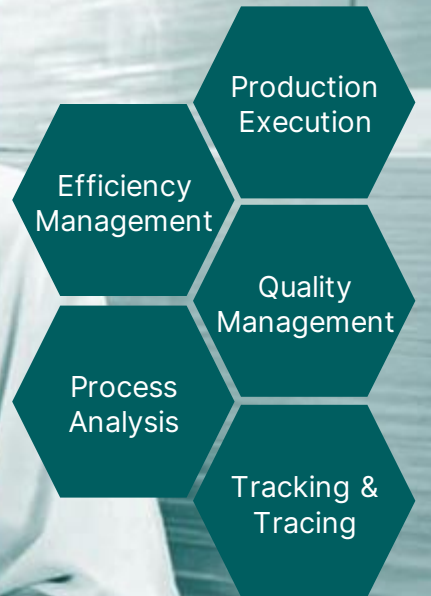 Production
Execution
Efficiency
Management
Quality
Management
Process
Analysis
Tracking &
Tracing